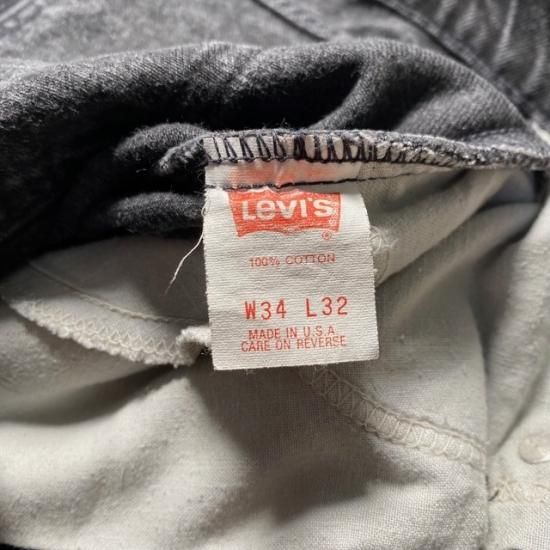 Levi's ®
100% COTTON
W34 L32
MADE IN U.S.A.
CARE ON REVERSE